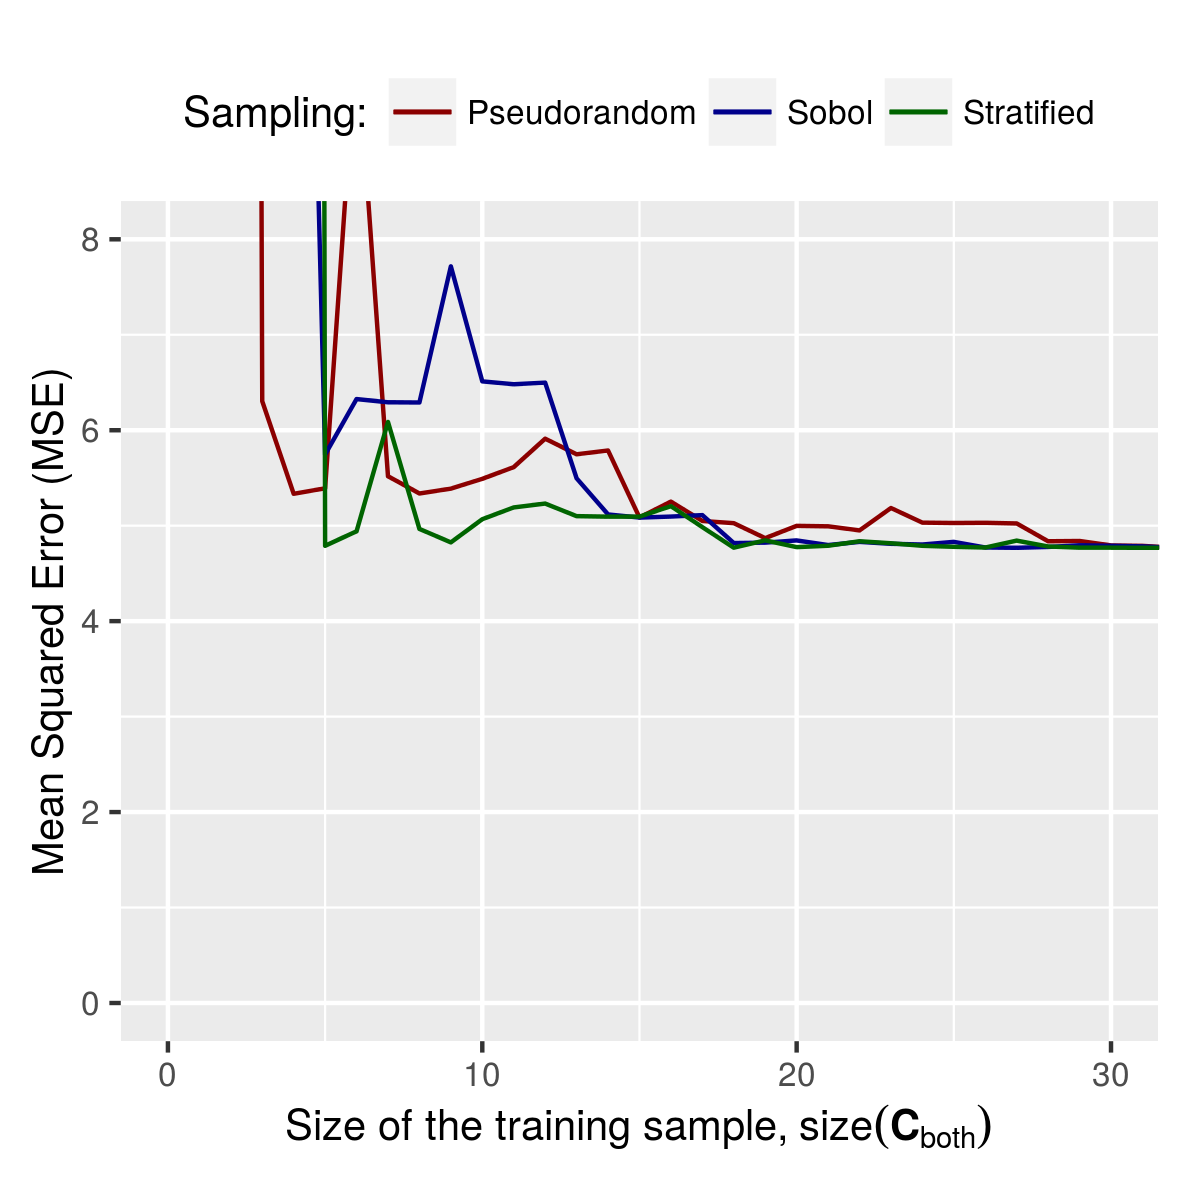 Sampling: Pseudorandom Sobol Stratified
Mean Squared Error (MSE)
8
6
4
2
0
0 10 20 30
Size of the training sample, size(C_both)